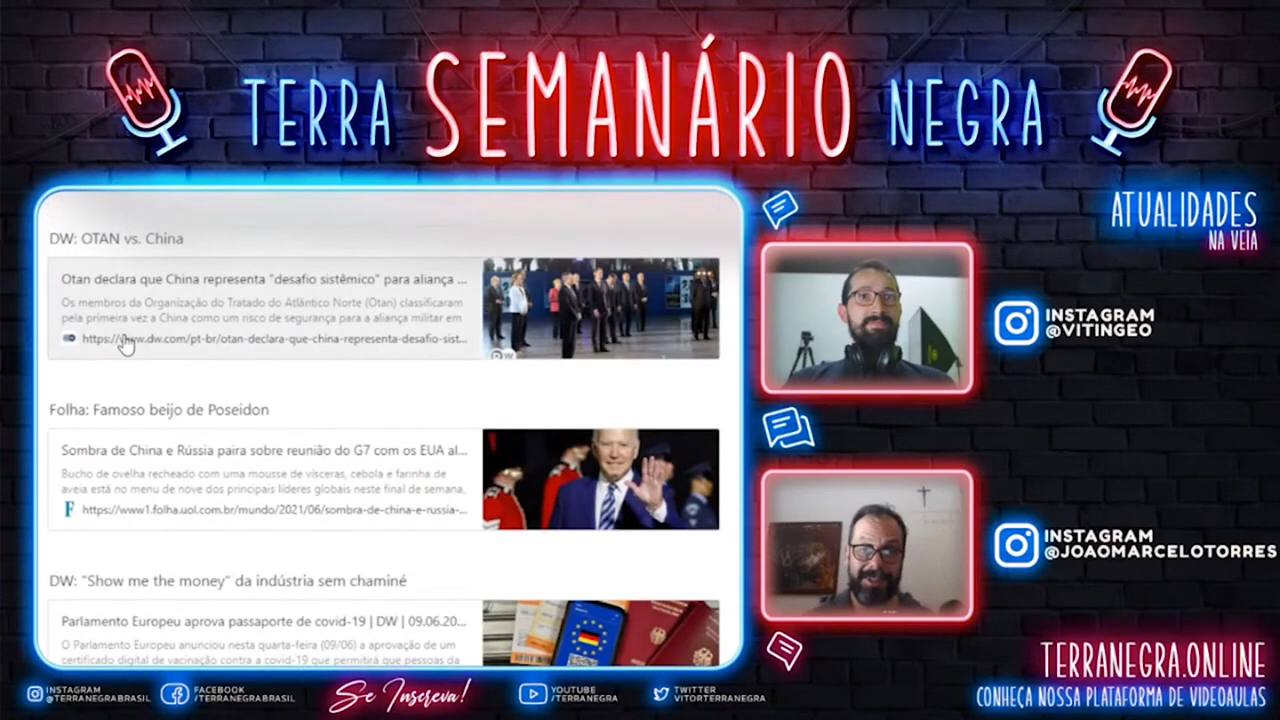 TERRA SEMANÁRIO NEGRA
ATUALIDADES
NA VEIA
DW: OTAN vs. China
Otan declara que China representa "desafio sistêmico" para aliança ...
Os membros da Organização do Tratado do Atlântico Norte (Otan) classificaram
pela primeira vez a China como um risco de segurança para a aliança militar em
https://www.dw.com/pt-br/otan-declara-que-china-representa-desafio-sist...
Folha: Famoso beijo de Poseidon
Sombra de China e Rússia paira sobre reunião do G7 com os EUA al...
Bucho de ovelha recheado com uma mousse de vísceras, cebola e farinha de
aveia está no menu de nove dos principais líderes globais neste final de semana,
F https://www1.folha.uol.com.br/mundo/2021/06/sombra-de-china-e-russia-...
DW: "Show me the money" da indústria sem chaminé
Parlamento Europeu aprova passaporte de covid-19 | DW | 09.06.20...
O Parlamento Europeu anunciou nesta quarta-feira (09/06) a aprovação de um
certificado digital de vacinação contra a covid-19 que permitirá que pessoas da
INSTAGRAM
@VITINGEO
INSTAGRAM
@JOAOMARCELOTORRES
TERRANEGRA.ONLINE
CONHEÇA NOSSA PLATAFORMA DE VIDEOAULAS
INSTAGRAM
@TERRANEGRABRASIL
FACEBOOK
/TERRANEGRABRASIL
Se Inscreva!
YOUTUBE
/TERRANEGRA
TWITTER
VITORTERRANEGRA